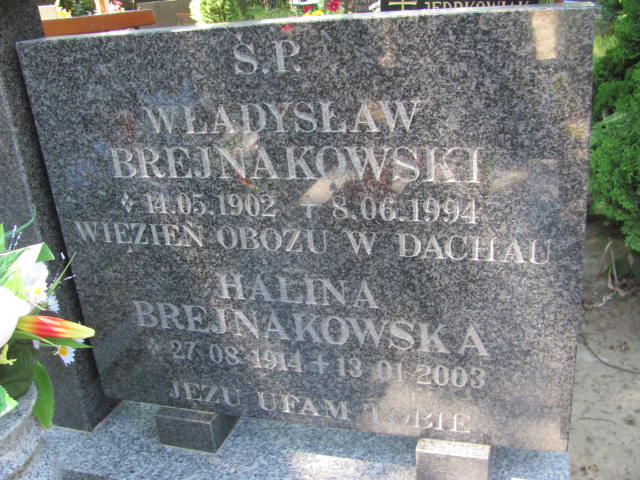 JĘDRKOWIAK
Ś.P.
WŁADYSŁAW
BREJNAKOWSKI
* 14.05.1902 + 8.06.1994
WIĘZIEŃ OBOZU W DACHAU
HALINA
BREJNAKOWSKA
* 27 08 1914 + 13 01 2003
JEZU UFAM TOBIE